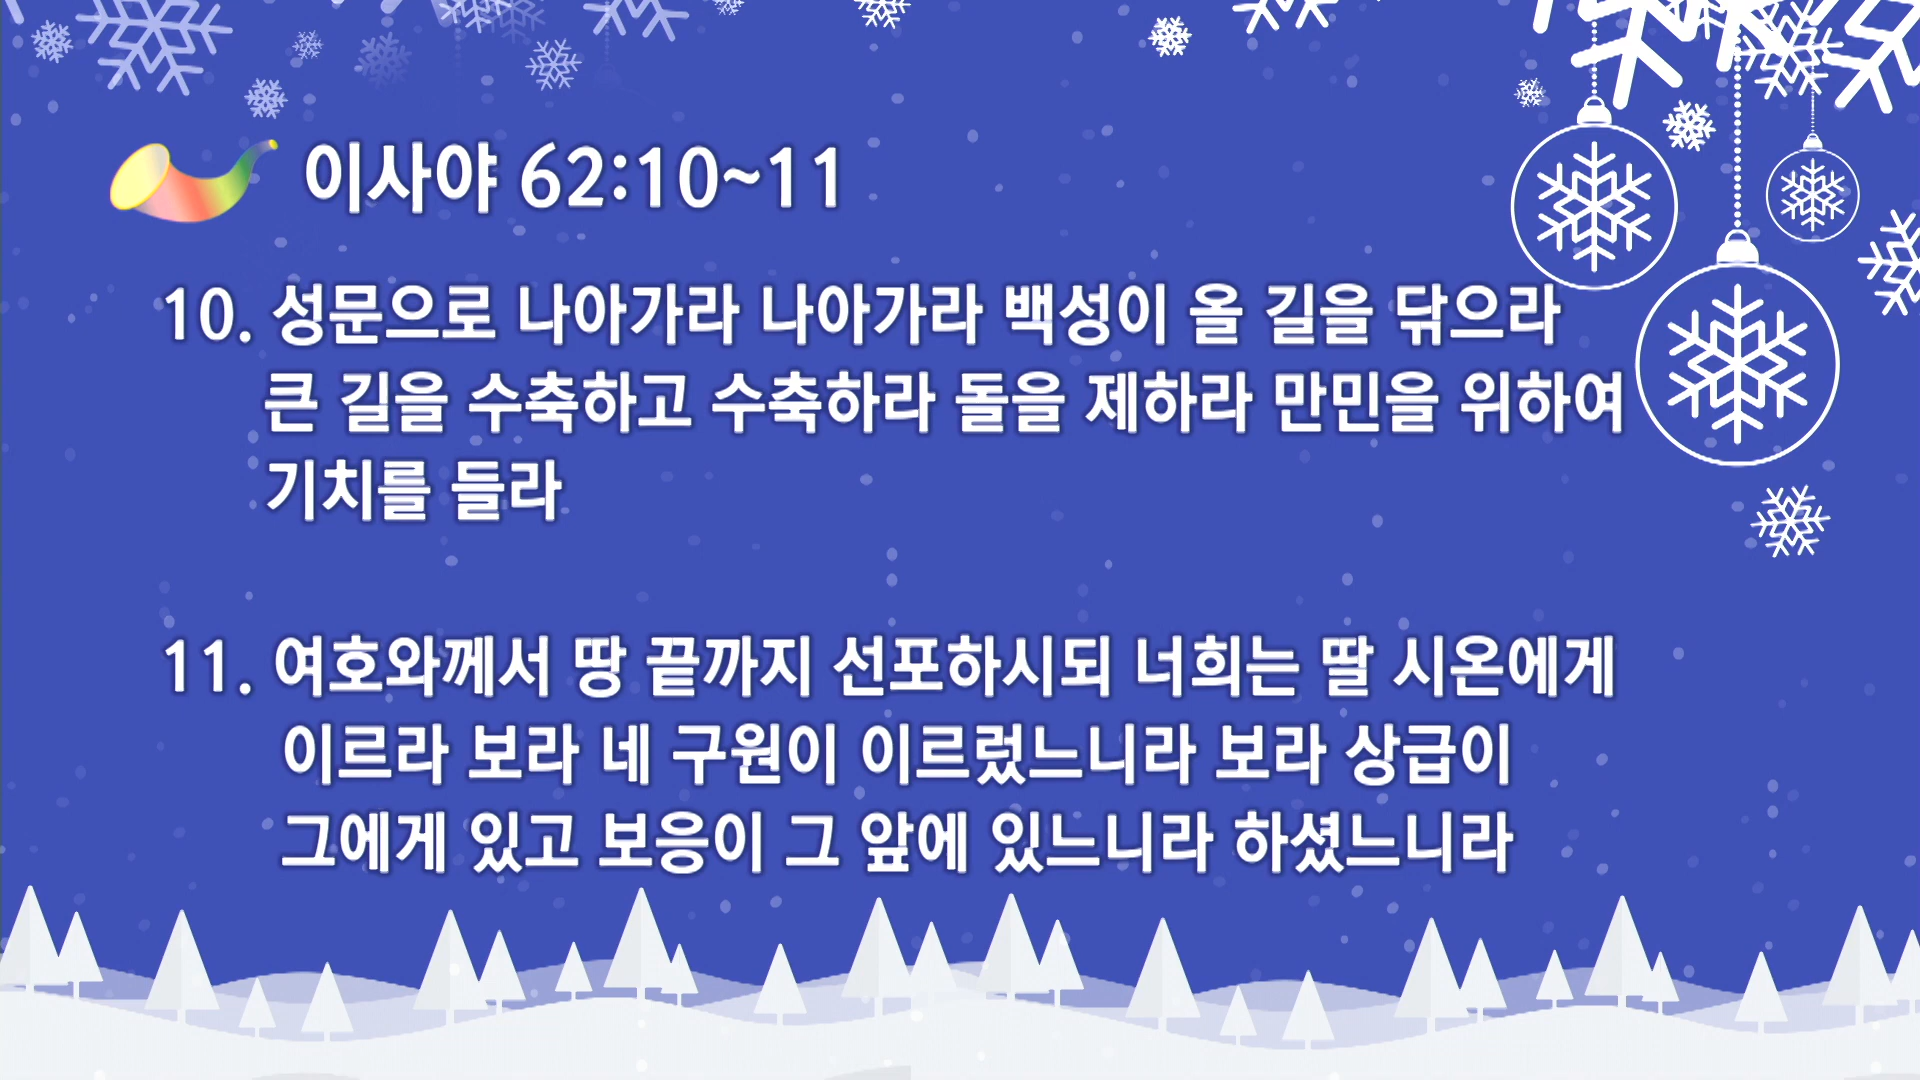 이사야 62:10~11
10. 성문으로 나아가라 나아가라 백성이 올 길을 닦으라
큰 길을 수축하고 수축하라 돌을 제하라 만민을 위하여
기치를 들라
11. 여호와께서 땅 끝까지 선포하시되 너희는 딸 시온에게
이르라 보라 네 구원이 이르렀느니라 보라 상급이
그에게 있고 보응이 그 앞에 있느니라 하셨느니라